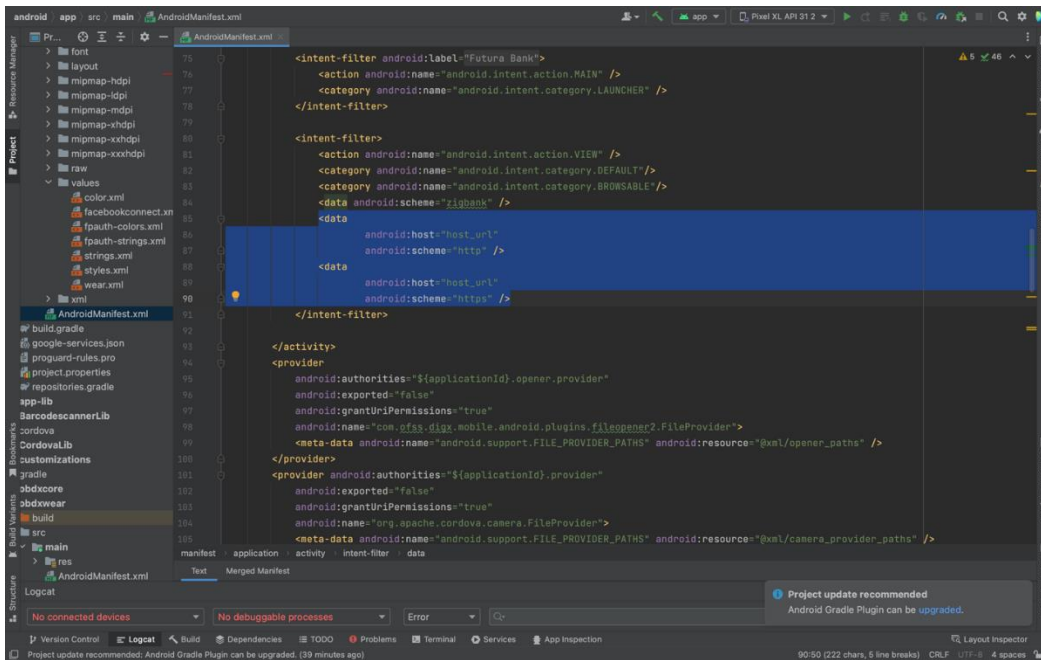 android app src main AndroidManifest.xml
app Pixel XL API 31 2
Pr...
AndroidManifest.xml
Resource Manager
Project
Bookmarks
Build Variants
Structure
font
layout
mipmap-hdpi
mipmap-ldpi
mipmap-mdpi
mipmap-xhdpi
mipmap-xxhdpi
mipmap-xxxhdpi
raw
values
color.xml
facebookconnect.xn
fpauth-colors.xml
fpauth-strings.xml
strings.xml
styles.xml
wear.xml
xml
AndroidManifest.xml
build.gradle
google-services.json
proguard-rules.pro
project.properties
repositories.gradle
app-lib
BarcodescannerLib
cordova
CordovaLib
customizations
gradle
obdxcore
obdxwear
build
src
main
res
AndroidManifest.xml
5 46
75 <intent-filter android:label="Futura Bank">
76 <action android:name="android.intent.action.MAIN" />
77 <category android:name="android.intent.category.LAUNCHER" />
78 </intent-filter>
79
80 <intent-filter>
81 <action android:name="android.intent.action.VIEW" />
82 <category android:name="android.intent.category.DEFAULT"/>
83 <category android:name="android.intent.category.BROWSABLE"/>
84 <data android:scheme="zigbank" />
85 <data
86 android:host="host_url"
87 android:scheme="http" />
88 <data
89 android:host="host_url"
90 android:scheme="https" />
91 </intent-filter>
92
93 </activity>
94 <provider
95 android:authorities="${applicationId}.opener.provider"
96 android:exported="false"
97 android:grantUriPermissions="true"
98 android:name="com.ofss.digx.mobile.android.plugins.fileopener2.FileProvider">
99 <meta-data android:name="android.support.FILE_PROVIDER_PATHS" android:resource="@xml/opener_paths" />
100 </provider>
101 <provider android:authorities="${applicationId}.provider"
102 android:exported="false"
103 android:grantUriPermissions="true"
104 android:name="org.apache.cordova.camera.FileProvider">
105 <meta-data android:name="android.support.FILE_PROVIDER_PATHS" android:resource="@xml/camera_provider_paths" />
manifest application activity intent-filter data
Text Merged Manifest
Logcat
No connected devices No debuggable processes Error
Project update recommended
Android Gradle Plugin can be upgraded.
Version Control Logcat Build Dependencies TODO Problems Terminal Services App Inspection Layout Inspector
Project update recommended: Android Gradle Plugin can be upgraded. (39 minutes ago) 90:50 (222 chars, 5 line breaks) CRLF UTF-8 4 spaces